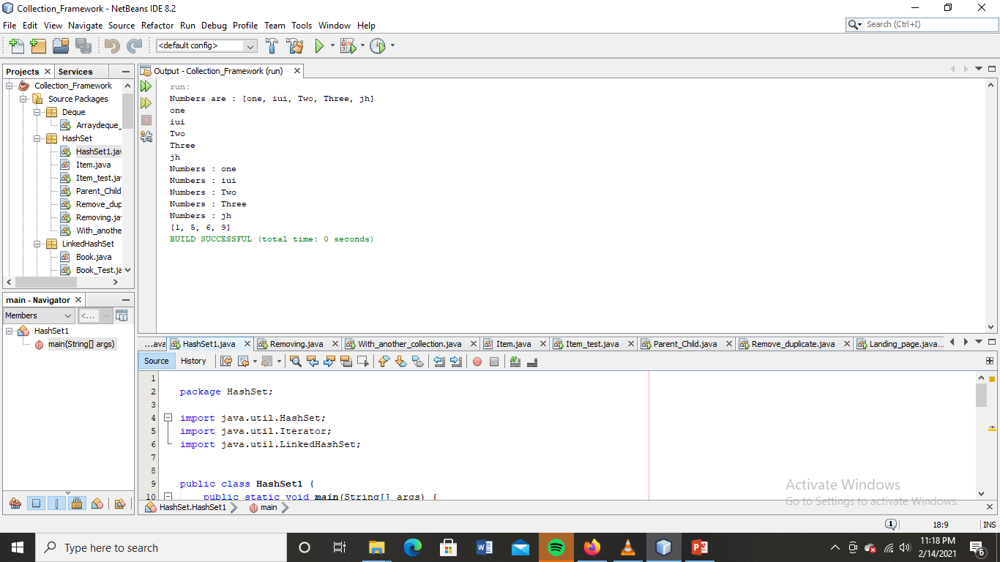 Collection_Framework - NetBeans IDE 8.2
File Edit View Navigate Source Refactor Run Debug Profile Team Tools Window Help
Search (Ctrl+I)
<default config>
Projects
Services
Collection_Framework
Source Packages
Deque
Arraydeque_
HashSet
HashSet1.jav
Item.java
Item_test.jav
Parent_Child
Remove_dup
Removing.jav
With_anothe
LinkedHashSet
Book.java
Book_Test.ja
Output - Collection_Framework (run)
run:
Numbers are : [one, iui, Two, Three, jh]
one
iui
Two
Three
jh
Numbers : one
Numbers : iui
Numbers : Two
Numbers : Three
Numbers : jh
[1, 5, 6, 9]
BUILD SUCCESSFUL (total time: 0 seconds)
main - Navigator
Members
<...
HashSet1
main(String[] args)
...ava HashSet1.java Removing.java With_another_collection.java Item.java Item_test.java Parent_Child.java Remove_duplicate.java Landing_page.java...
Source History
1
2 package HashSet;
3
4 import java.util.HashSet;
5 import java.util.Iterator;
6 import java.util.LinkedHashSet;
7
8
9 public class HashSet1 {
10 public static void main(String[] args) {
HashSet.HashSet1 main
Activate Windows
Go to Settings to activate Windows.
1
18:9
INS
Type here to search
11:18 PM
2/14/2021
6